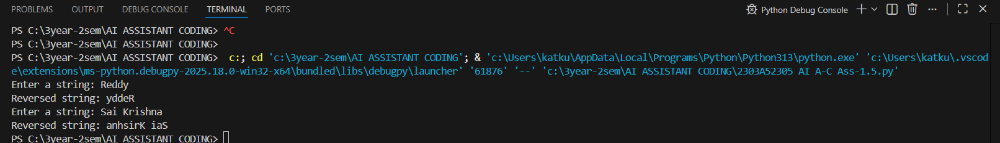 PROBLEMS OUTPUT DEBUG CONSOLE TERMINAL PORTS Python Debug Console
PS C:\3year-2sem\AI ASSISTANT CODING> ^C
PS C:\3year-2sem\AI ASSISTANT CODING>
PS C:\3year-2sem\AI ASSISTANT CODING>  c:; cd 'c:\3year-2sem\AI ASSISTANT CODING'; & 'c:\Users\katku\AppData\Local\Programs\Python\Python313\python.exe' 'c:\Users\katku\.vscod
e\extensions\ms-python.debugpy-2025.18.0-win32-x64\bundled\libs\debugpy\launcher' '61876' '--' 'c:\3year-2sem\AI ASSISTANT CODING\2303A52305 AI A-C Ass-1.5.py'
Enter a string: Reddy
Reversed string: yddeR
Enter a string: Sai Krishna
Reversed string: anhsirK iaS
PS C:\3year-2sem\AI ASSISTANT CODING>